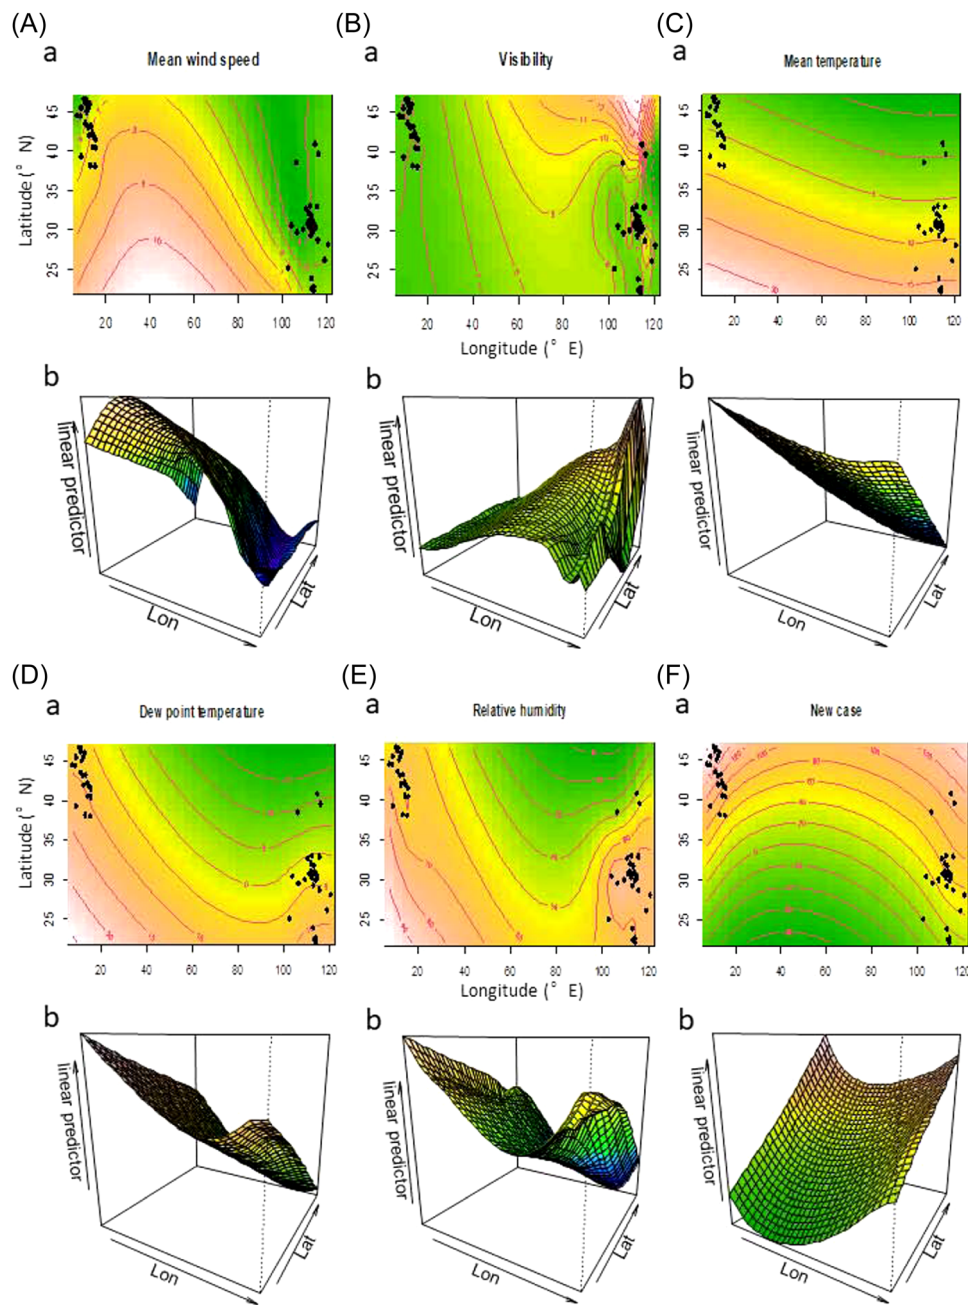 (A) (B) (C)
a a a
Mean wind speed Visibility Mean temperature
Latitude (° N)
45
40
35
30
25
20 40 60 80 100 120
20 40 60 80 100 120
20 40 60 80 100 120
Longitude (° E)
b b b
linear predictor
Lon
Lat
linear predictor
Lon
Lat
linear predictor
Lon
Lat
(D) (E) (F)
a a a
Dew point temperature Relative humidity New case
Latitude (° N)
45
40
35
30
25
20 40 60 80 100 120
20 40 60 80 100 120
20 40 60 80 100 120
Longitude (° E)
b b b
linear predictor
Lon
Lat
linear predictor
Lon
Lat
linear predictor
Lon
Lat